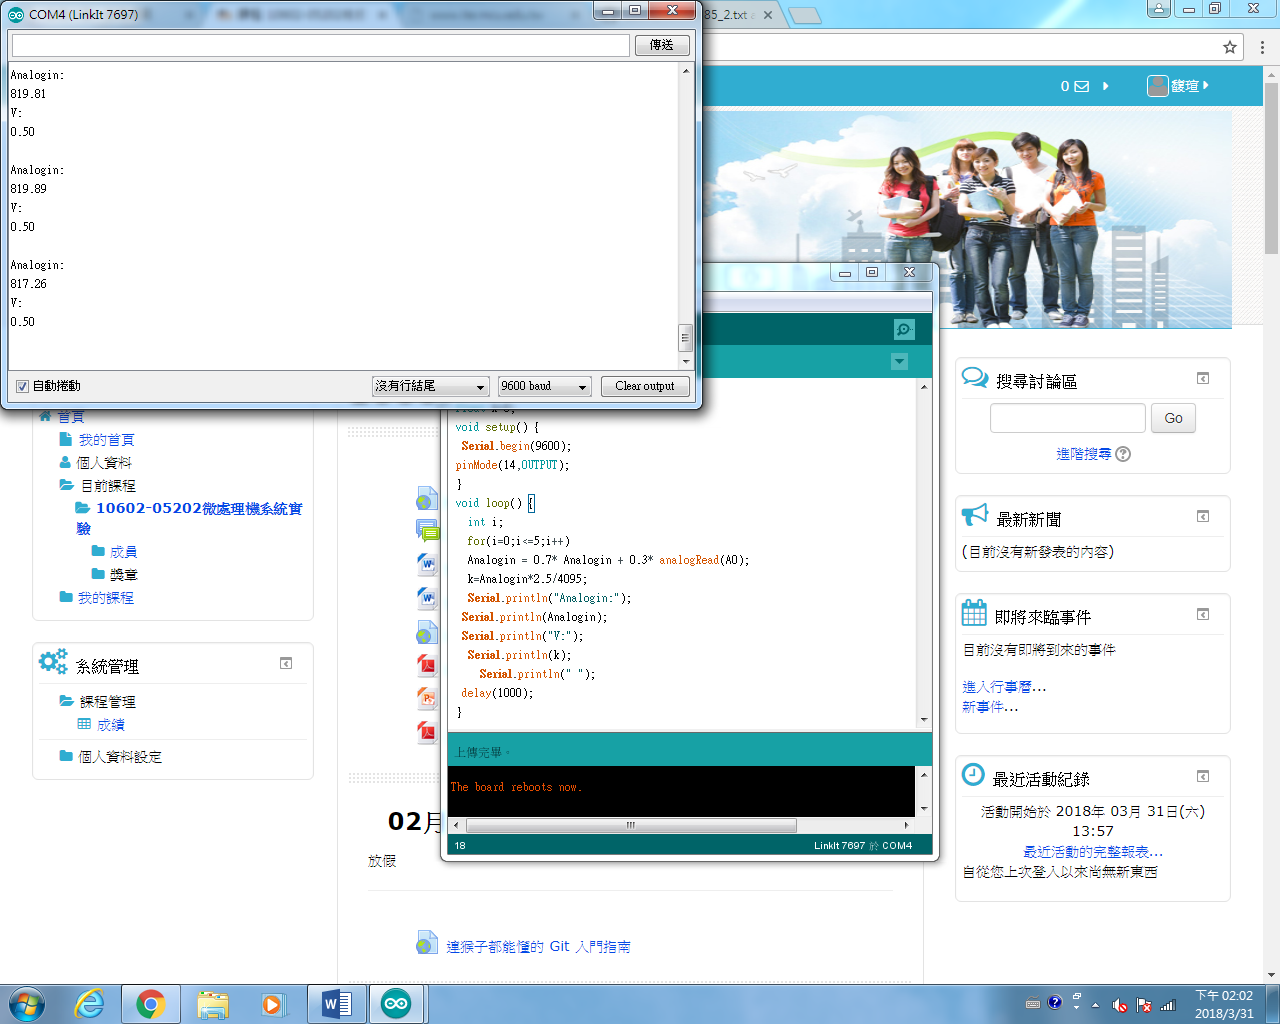 COM4 (LinkIt 7697)
85_2.txt
傳送
Analogin:
819.81
V:
0.50
Analogin:
819.89
V:
0.50
Analogin:
817.26
V:
0.50
自動捲動
沒有行結尾
9600 baud
Clear output
0
馥瑄
void setup() {
Serial.begin(9600);
pinMode(14,OUTPUT);
}
void loop() {
int i;
for(i=0;i<=5;i++)
Analogin = 0.7* Analogin + 0.3* analogRead(A0);
k=Analogin*2.5/4095;
Serial.println("Analogin:");
Serial.println(Analogin);
Serial.println("V:");
Serial.println(k);
Serial.println(" ");
delay(1000);
}
上傳完畢。
The board reboots now.
18
LinkIt 7697 於 COM4
首頁
我的首頁
個人資料
目前課程
10602-05202微處理機系統實
驗
成員
獎章
我的課程
系統管理
課程管理
成績
個人資料設定
02月
放假
連猴子都能懂的 Git 入門指南
搜尋討論區
Go
進階搜尋
最新新聞
(目前沒有新發表的內容)
即將來臨事件
目前沒有即將到來的事件
進入行事曆...
新事件...
最近活動紀錄
活動開始於 2018年 03月 31日(六)
13:57
最近活動的完整報表...
自從您上次登入以來尚無新東西
下午 02:02
2018/3/31